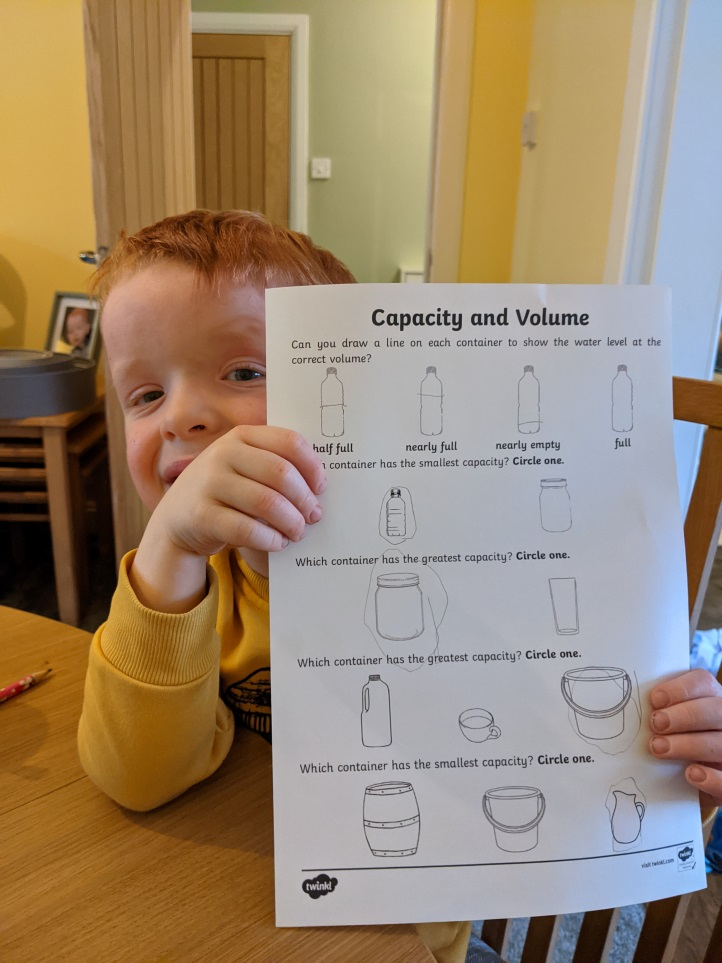 Capacity and Volume
Can you draw a line on each container to show the water level at the
correct volume?
half full nearly full nearly empty full
container has the smallest capacity? Circle one.
Which container has the greatest capacity? Circle one.
Which container has the greatest capacity? Circle one.
Which container has the smallest capacity? Circle one.
visit twinkl.com
twinkl